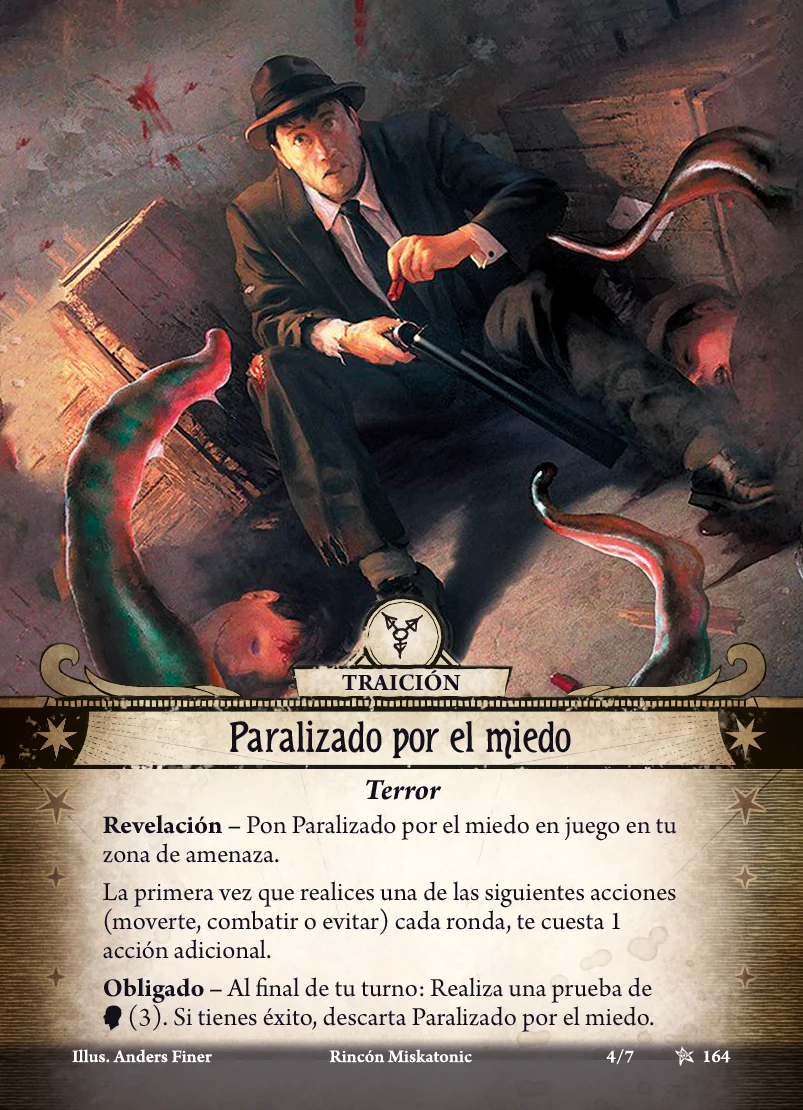 TRAICIÓN
Paralizado por el miedo
Terror
Revelación – Pon Paralizado por el miedo en juego en tu
zona de amenaza.
La primera vez que realices una de las siguientes acciones
(moverte, combatir o evitar) cada ronda, te cuesta 1
acción adicional.
Obligado – Al final de tu turno: Realiza una prueba de
(3). Si tienes éxito, descarta Paralizado por el miedo.
Illus. Anders Finer Rincón Miskatonic 4/7 164